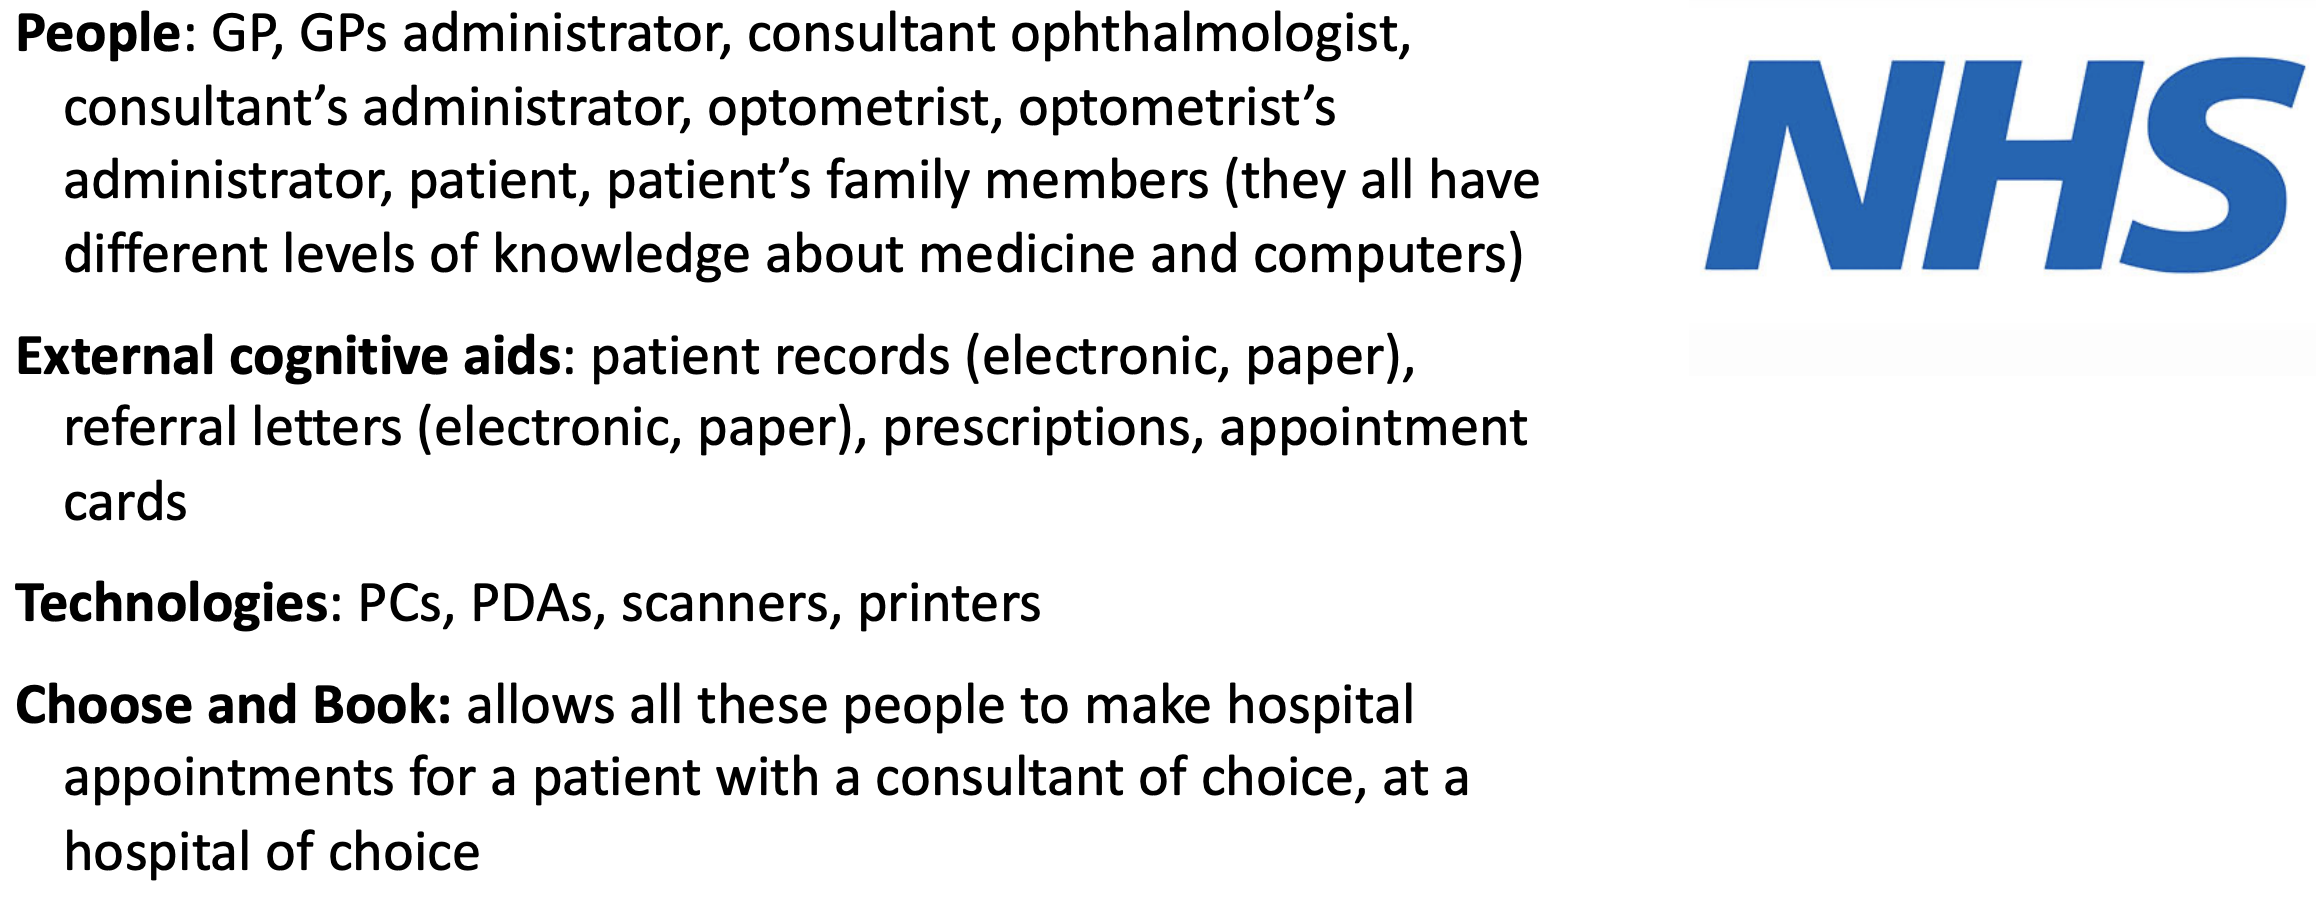 People: GP, GPs administrator, consultant ophthalmologist,
consultant’s administrator, optometrist, optometrist’s
administrator, patient, patient’s family members (they all have
different levels of knowledge about medicine and computers)
External cognitive aids: patient records (electronic, paper),
referral letters (electronic, paper), prescriptions, appointment
cards
Technologies: PCs, PDAs, scanners, printers
Choose and Book: allows all these people to make hospital
appointments for a patient with a consultant of choice, at a
hospital of choice
NHS